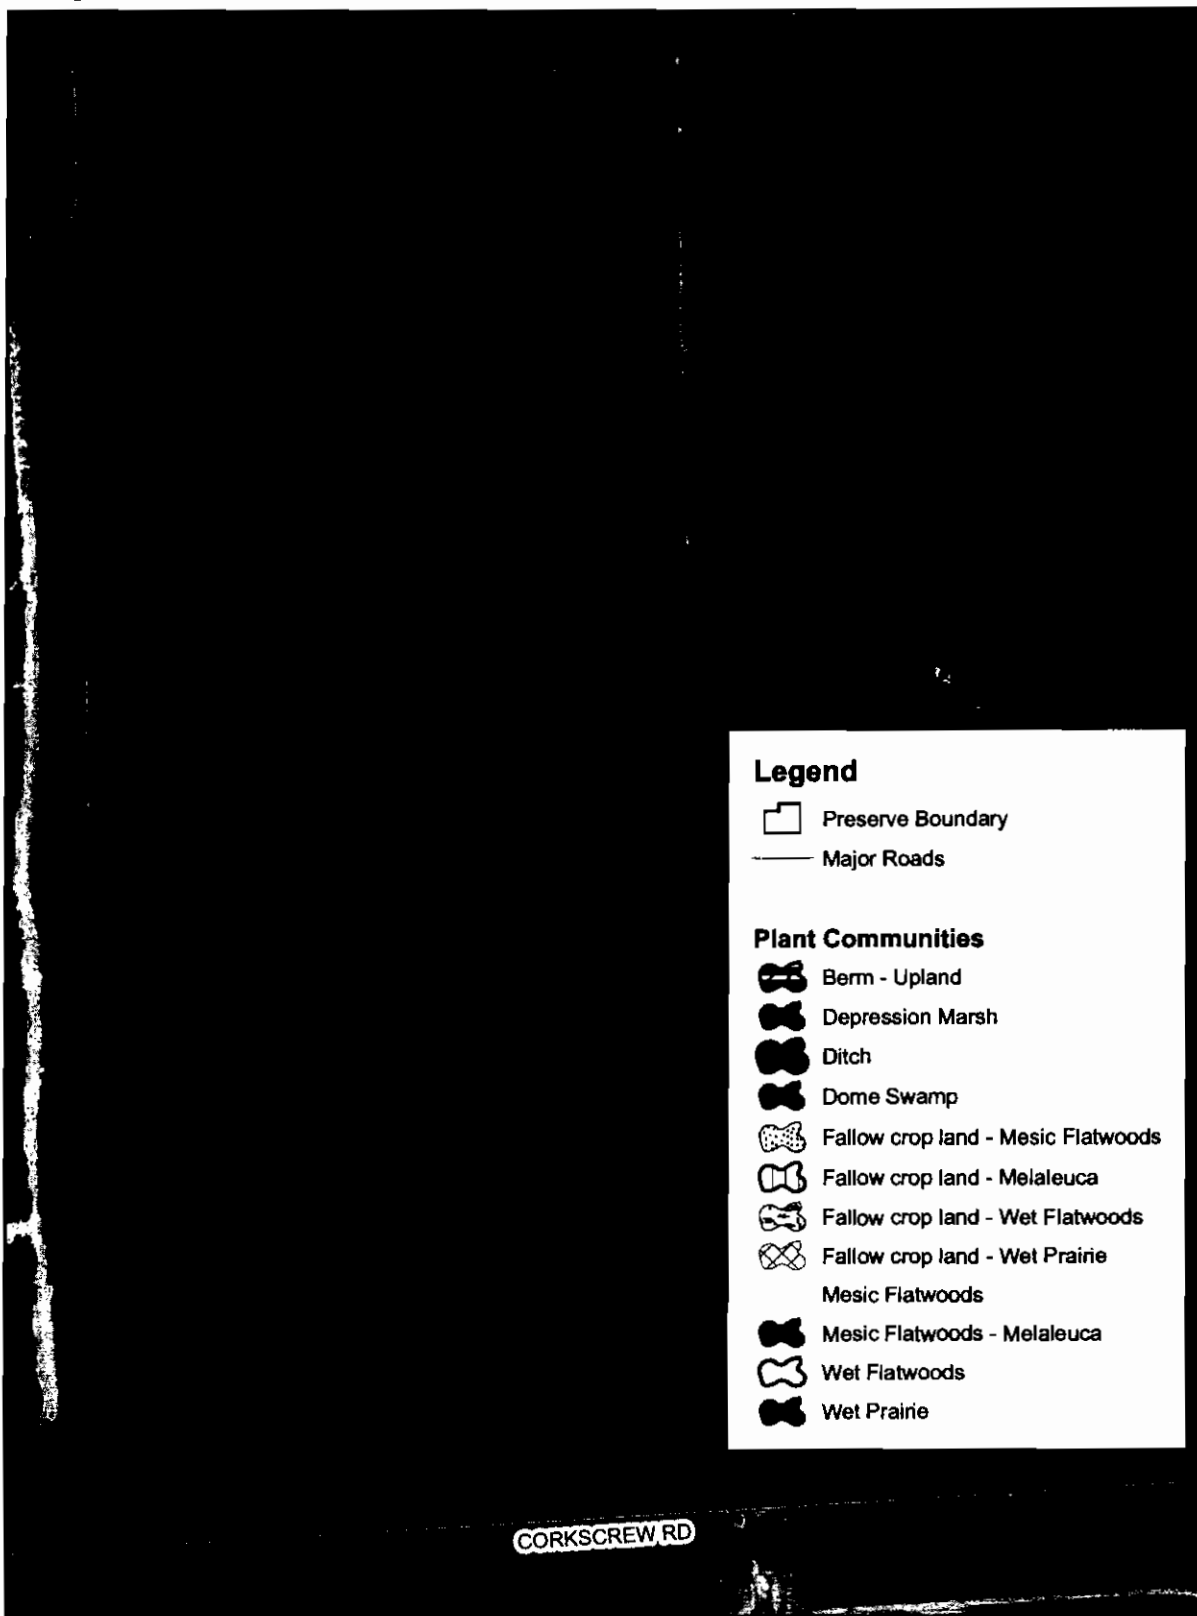 Legend
Preserve Boundary
Major Roads
Plant Communities
Berm - Upland
Depression Marsh
Ditch
Dome Swamp
Fallow crop land - Mesic Flatwoods
Fallow crop land - Melaleuca
Fallow crop land - Wet Flatwoods
Fallow crop land - Wet Prairie
Mesic Flatwoods
Mesic Flatwoods - Melaleuca
Wet Flatwoods
Wet Prairie
CORKSCREW RD